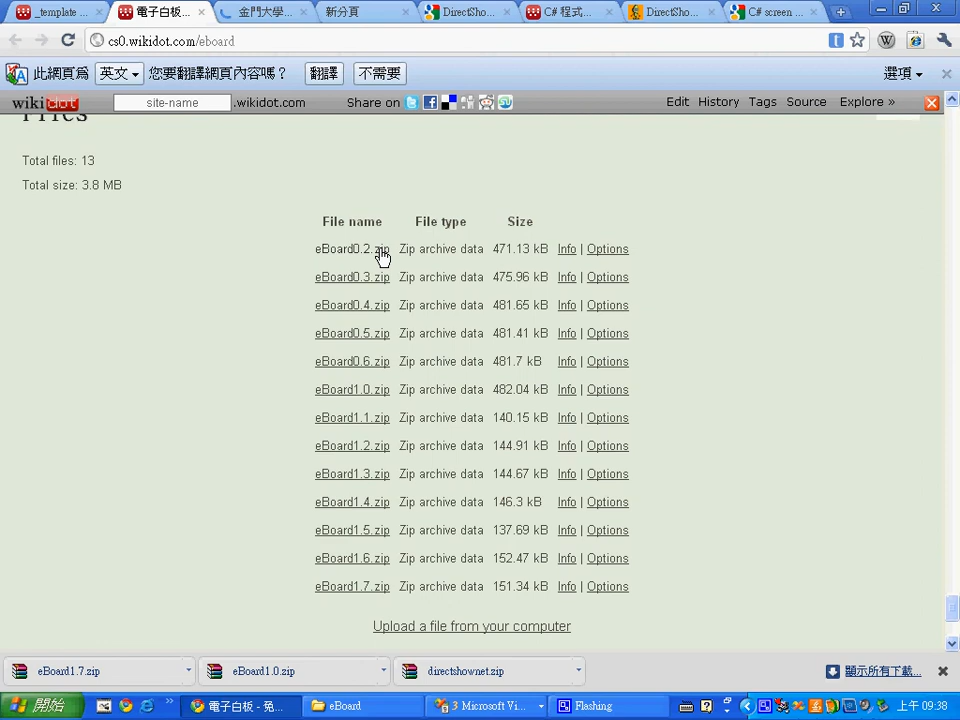 _template ...
電子白板...
金門大學...
新分頁
DirectSho...
C# 程式...
DirectSho...
C# screen ...
cs0.wikidot.com/eboard
此網頁為 英文 您要翻譯網頁內容嗎？ 翻譯 不需要 選項
wikidot site-name .wikidot.com Share on Edit History Tags Source Explore »
Files
Total files: 13
Total size: 3.8 MB
File name File type Size
eBoard0.2.zip Zip archive data 471.13 kB Info | Options
eBoard0.3.zip Zip archive data 475.96 kB Info | Options
eBoard0.4.zip Zip archive data 481.65 kB Info | Options
eBoard0.5.zip Zip archive data 481.41 kB Info | Options
eBoard0.6.zip Zip archive data 481.7 kB Info | Options
eBoard1.0.zip Zip archive data 482.04 kB Info | Options
eBoard1.1.zip Zip archive data 140.15 kB Info | Options
eBoard1.2.zip Zip archive data 144.91 kB Info | Options
eBoard1.3.zip Zip archive data 144.67 kB Info | Options
eBoard1.4.zip Zip archive data 146.3 kB Info | Options
eBoard1.5.zip Zip archive data 137.69 kB Info | Options
eBoard1.6.zip Zip archive data 152.47 kB Info | Options
eBoard1.7.zip Zip archive data 151.34 kB Info | Options
Upload a file from your computer
eBoard1.7.zip eBoard1.0.zip directshownet.zip 顯示所有下載...
開始 電子白板 - 兔... eBoard 3 Microsoft Vi... Flashing 上午 09:38